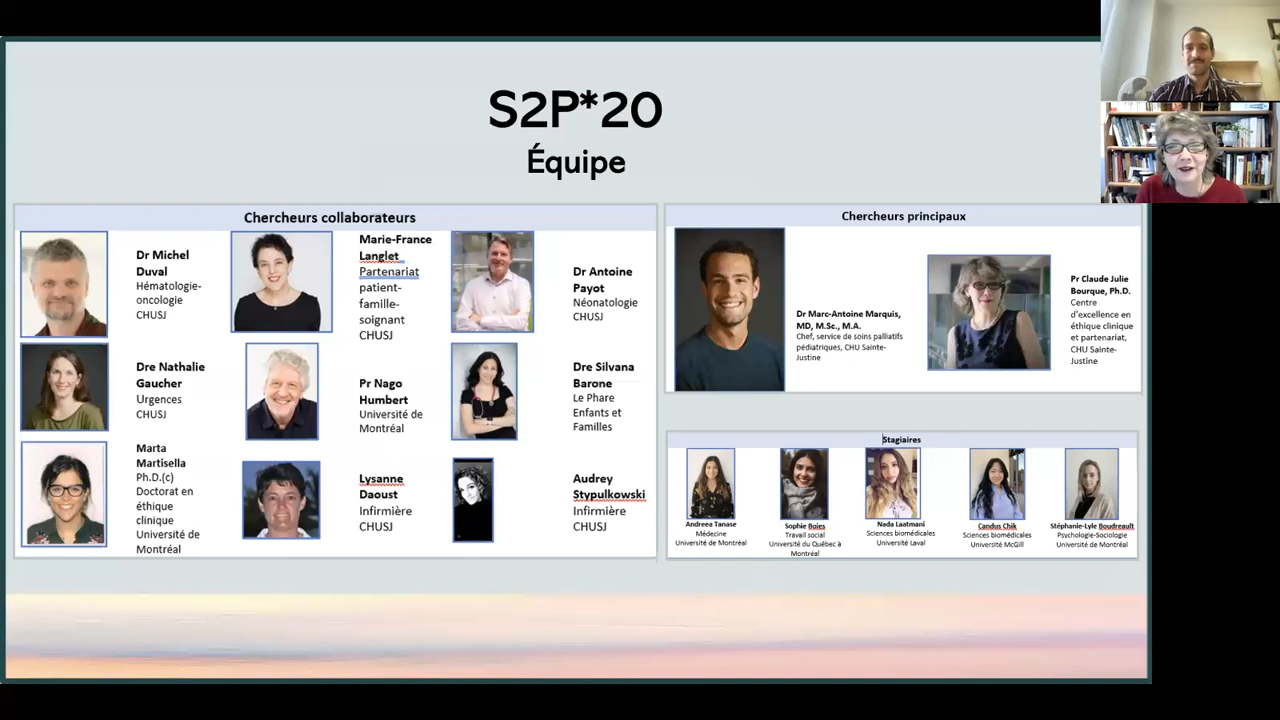 S2P*20
Équipe
Chercheurs collaborateurs
Dr Michel
Duval
Hématologie-
oncologie
CHUSJ
Marie-France
Langlet
Partenariat
patient-
famille-
soignant
CHUSJ
Dr Antoine
Payot
Néonatologie
CHUSJ
Dre Nathalie
Gaucher
Urgences
CHUSJ
Pr Nago
Humbert
Université de
Montréal
Dre Silvana
Barone
Le Phare
Enfants et
Familles
Marta
Martisella
Ph.D.(c)
Doctorat en
éthique
clinique
Université de
Montréal
Lysanne
Daoust
Infirmière
CHUSJ
Audrey
Stypulkowski
Infirmière
CHUSJ
Chercheurs principaux
Dr Marc-Antoine Marquis,
MD, M.Sc., M.A.
Chef, service de soins palliatifs
pédiatriques, CHU Sainte-
Justine
Pr Claude Julie
Bourque, Ph.D.
Centre
d'excellence en
éthique clinique
et partenariat,
CHU Sainte-
Justine
Stagiaires
Andreea Tanase
Médecine
Université de Montréal
Sophie Boies
Travail social
Université du Québec à
Montréal
Nada Laatmani
Sciences biomédicales
Université Laval
Candus Chik
Sciences biomédicales
Université McGill
Stéphanie-Lyle Boudreault
Psychologie-Sociologie
Université de Montréal